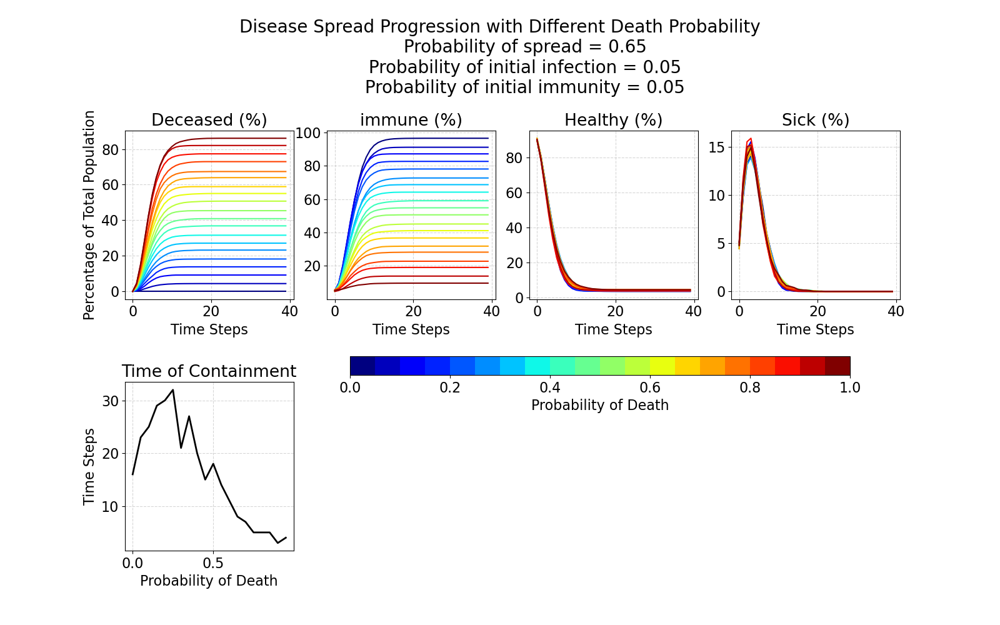 Disease Spread Progression with Different Death Probability
Probability of spread = 0.65
Probability of initial infection = 0.05
Probability of initial immunity = 0.05
Deceased (%)
immune (%)
Healthy (%)
Sick (%)
Percentage of Total Population
80
60
40
20
0
0 20 40
Time Steps
100
80
60
40
20
0 20 40
Time Steps
80
60
40
20
0
0 20 40
Time Steps
15
10
5
0
0 20 40
Time Steps
Time of Containment
Time Steps
30
20
10
0.0 0.5
Probability of Death
0.0 0.2 0.4 0.6 0.8 1.0
Probability of Death